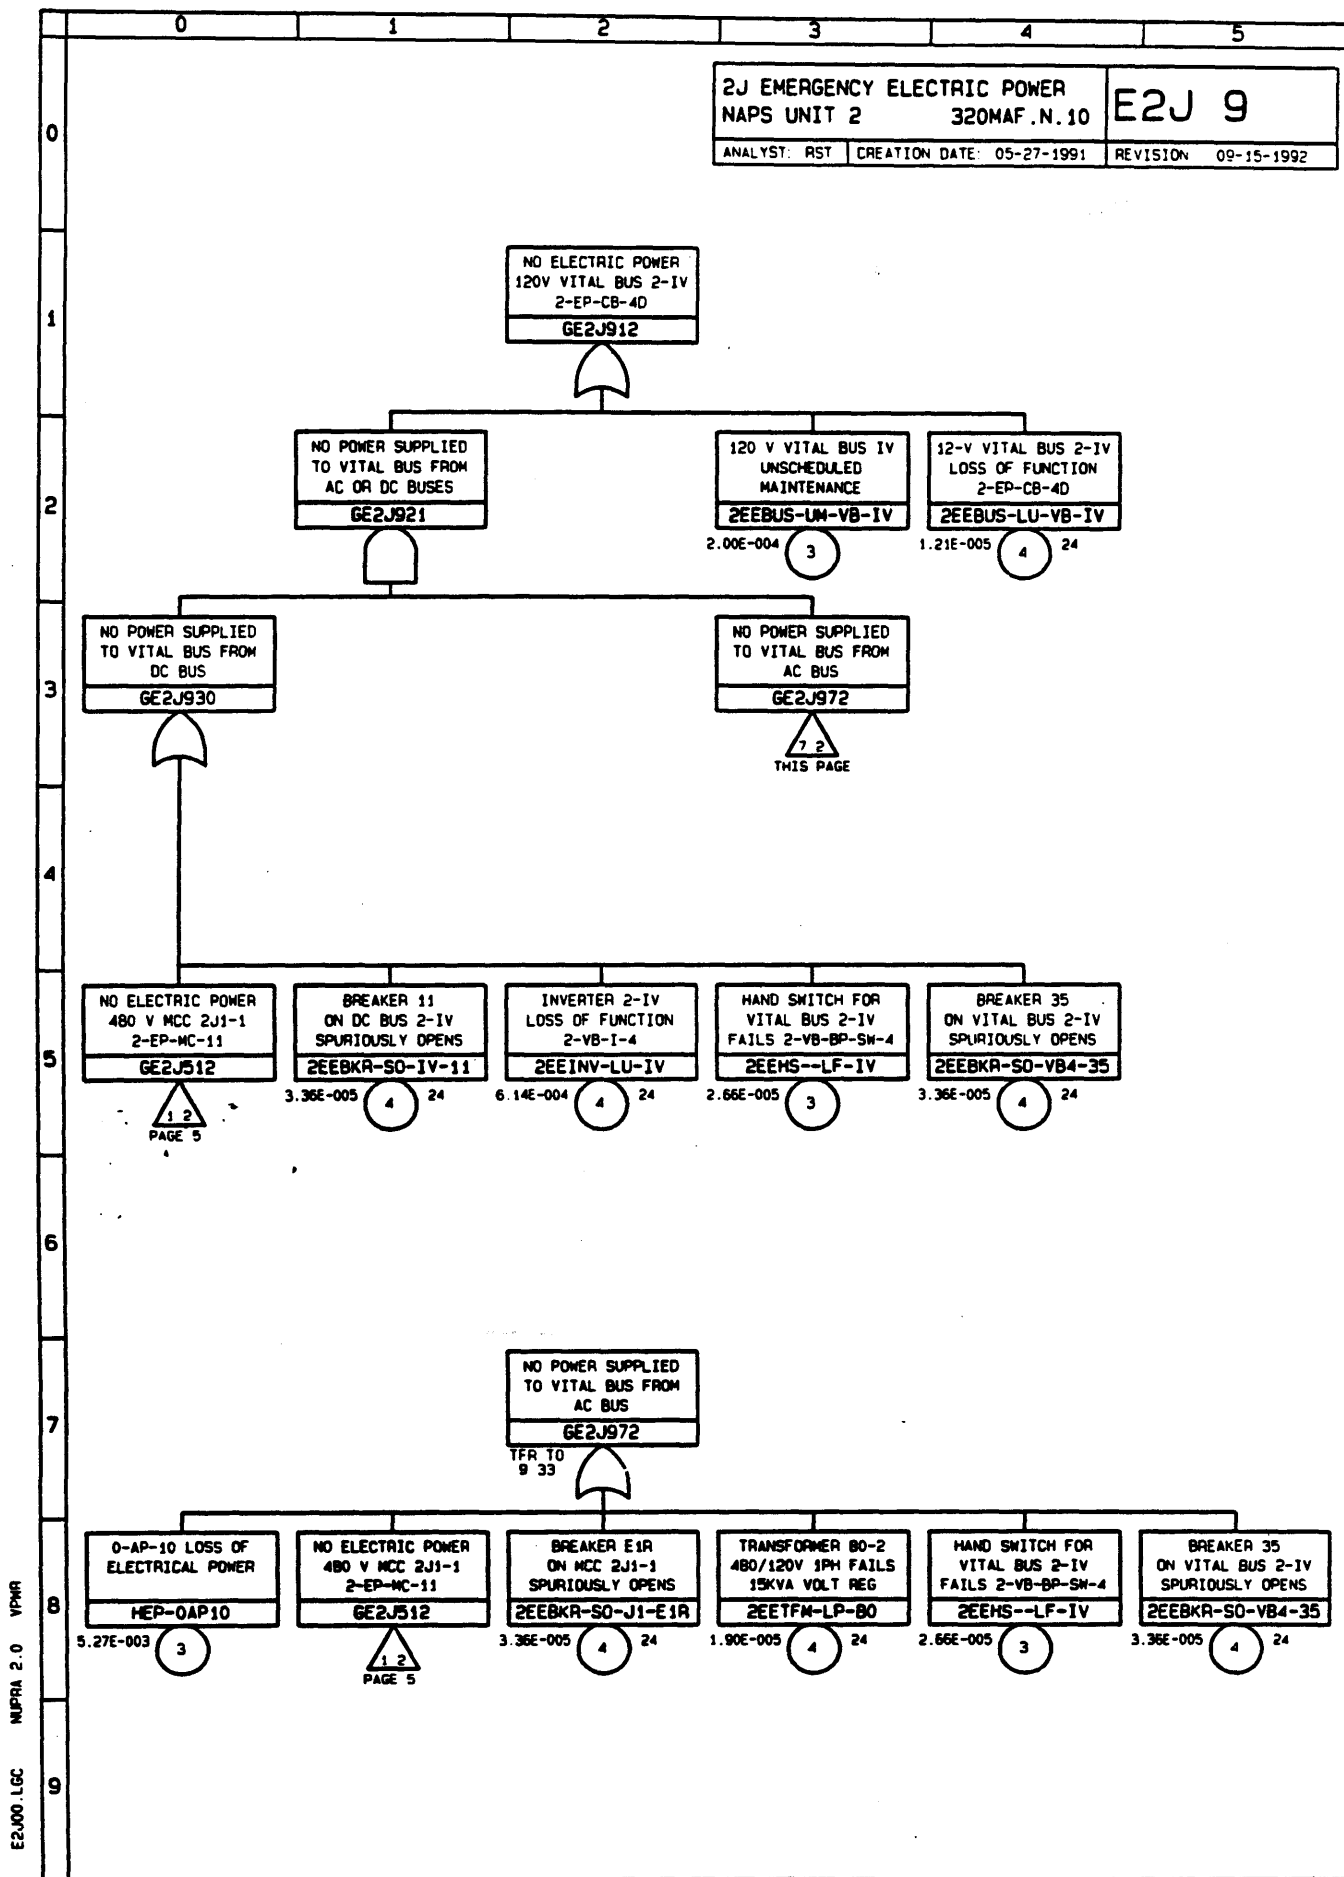 0 1 2 3 4 5
2J EMERGENCY ELECTRIC POWER
NAPS UNIT 2 320MAF.N.10
E2J 9
ANALYST: RST CREATION DATE: 05-27-1991 REVISION 09-15-1992
0
NO ELECTRIC POWER
120V VITAL BUS 2-IV
2-EP-CB-4D
GE2J912
1
NO POWER SUPPLIED
TO VITAL BUS FROM
AC OR DC BUSES
GE2J921
120 V VITAL BUS IV
UNSCHEDULED
MAINTENANCE
2EEBUS-UM-VB-IV
2.00E-004 3
12-V VITAL BUS 2-IV
LOSS OF FUNCTION
2-EP-CB-4D
2EEBUS-LU-VB-IV
1.21E-005 4 24
2
NO POWER SUPPLIED
TO VITAL BUS FROM
DC BUS
GE2J930
NO POWER SUPPLIED
TO VITAL BUS FROM
AC BUS
GE2J972
7 2
THIS PAGE
3
4
NO ELECTRIC POWER
480 V MCC 2J1-1
2-EP-MC-11
GE2J512
1 2
PAGE 5
BREAKER 11
ON DC BUS 2-IV
SPURIOUSLY OPENS
2EEBKR-SO-IV-11
3.36E-005 4 24
INVERTER 2-IV
LOSS OF FUNCTION
2-VB-I-4
2EEINV-LU-IV
6.14E-004 4 24
HAND SWITCH FOR
VITAL BUS 2-IV
FAILS 2-VB-BP-SW-4
2EEHS--LF-IV
2.66E-005 3
BREAKER 35
ON VITAL BUS 2-IV
SPURIOUSLY OPENS
2EEBKR-SO-VB4-35
3.36E-005 4 24
5
6
NO POWER SUPPLIED
TO VITAL BUS FROM
AC BUS
GE2J972
TFR TO
9 33
7
0-AP-10 LOSS OF
ELECTRICAL POWER
HEP-0AP10
5.27E-003 3
NO ELECTRIC POWER
480 V MCC 2J1-1
2-EP-MC-11
GE2J512
1 2
PAGE 5
BREAKER E1R
ON MCC 2J1-1
SPURIOUSLY OPENS
2EEBKR-SO-J1-E1R
3.36E-005 4 24
TRANSFORMER 80-2
480/120V 1PH FAILS
15KVA VOLT REG
2EETFM-LP-80
1.90E-005 4 24
HAND SWITCH FOR
VITAL BUS 2-IV
FAILS 2-VB-BP-SW-4
2EEHS--LF-IV
2.66E-005 3
BREAKER 35
ON VITAL BUS 2-IV
SPURIOUSLY OPENS
2EEBKR-SO-VB4-35
3.36E-005 4 24
8
9
E2J00.LGC NUPRA 2.0 VPWR